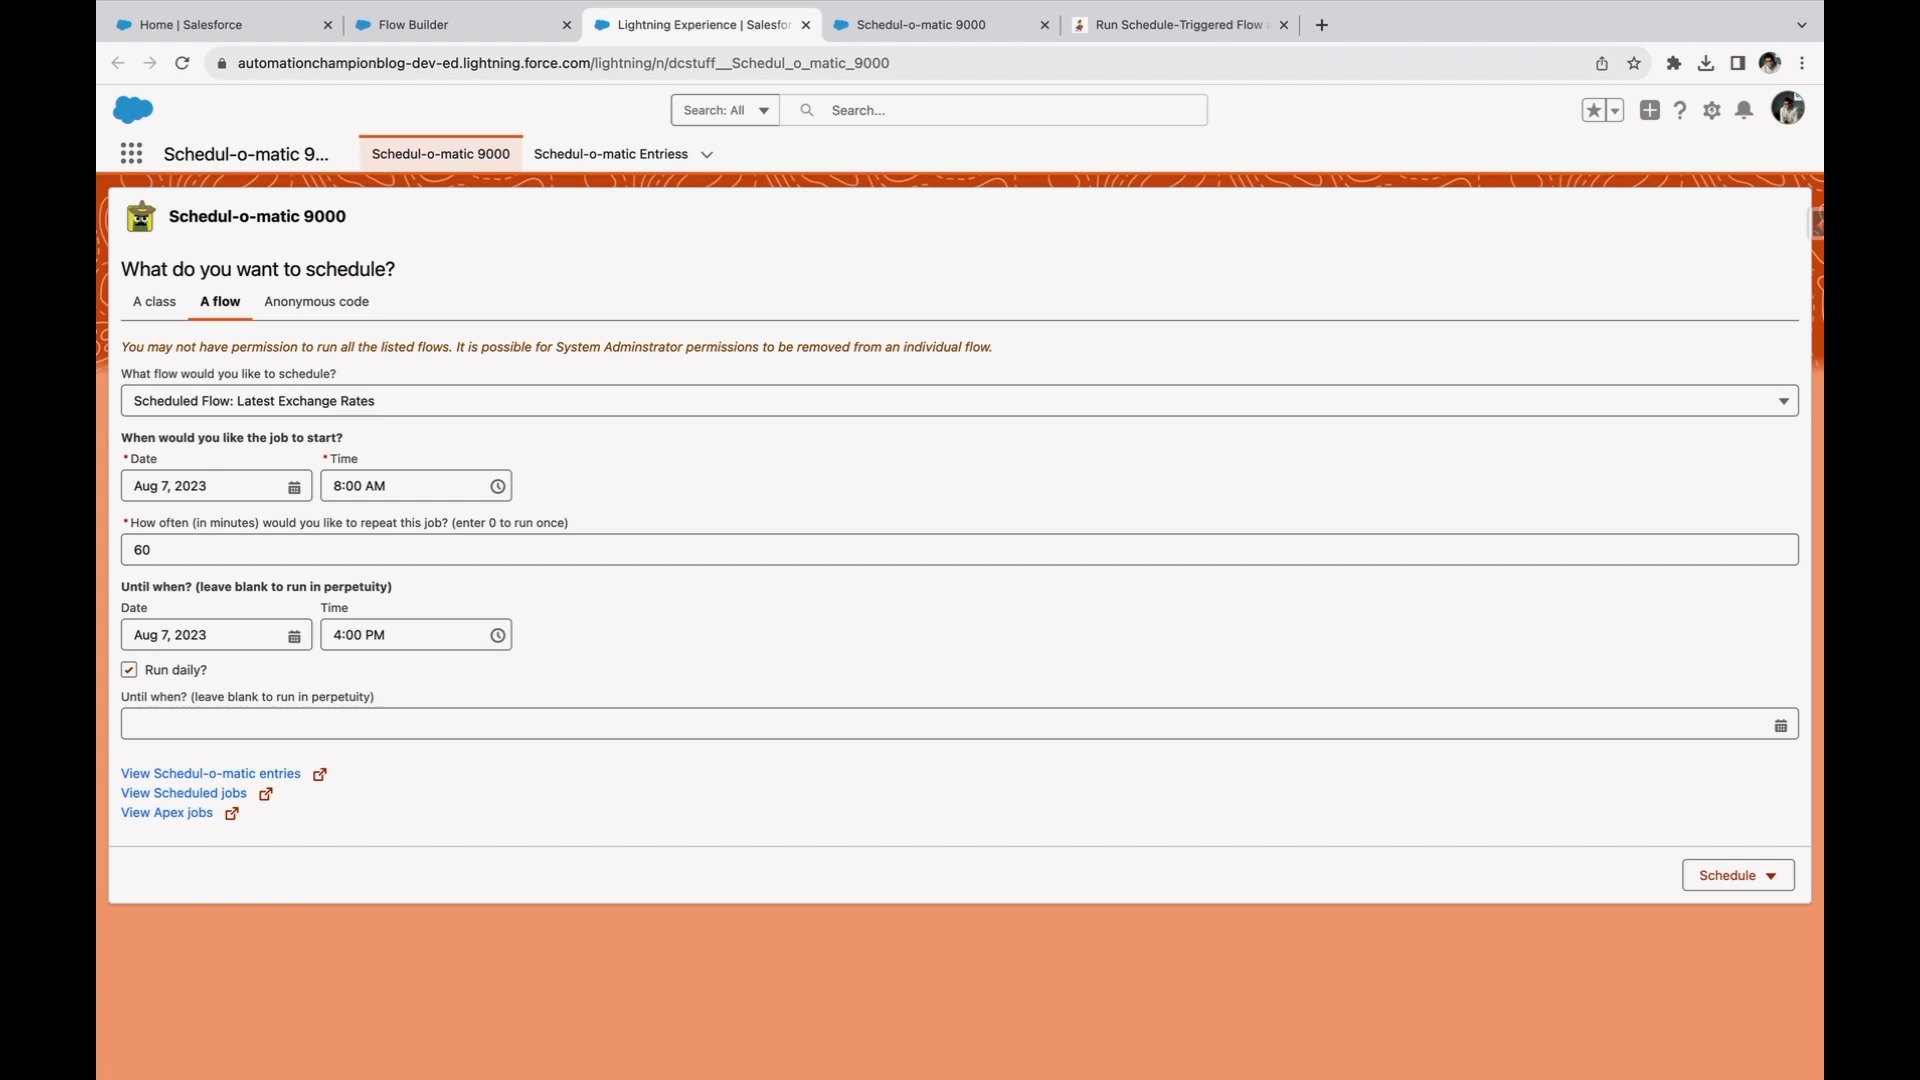 Home | Salesforce
Flow Builder
Lightning Experience | Salesfor
Schedul-o-matic 9000
Run Schedule-Triggered Flow
automationchampionblog-dev-ed.lightning.force.com/lightning/n/dcstuff__Schedul_o_matic_9000
Search: All
Search...
Schedul-o-matic 9...
Schedul-o-matic 9000
Schedul-o-matic Entriess
Schedul-o-matic 9000
What do you want to schedule?
A class
A flow
Anonymous code
You may not have permission to run all the listed flows. It is possible for System Adminstrator permissions to be removed from an individual flow.
What flow would you like to schedule?
Scheduled Flow: Latest Exchange Rates
When would you like the job to start?
*Date
*Time
Aug 7, 2023
8:00 AM
*How often (in minutes) would you like to repeat this job? (enter 0 to run once)
60
Until when? (leave blank to run in perpetuity)
Date
Time
Aug 7, 2023
4:00 PM
Run daily?
Until when? (leave blank to run in perpetuity)
View Schedul-o-matic entries
View Scheduled jobs
View Apex jobs
Schedule